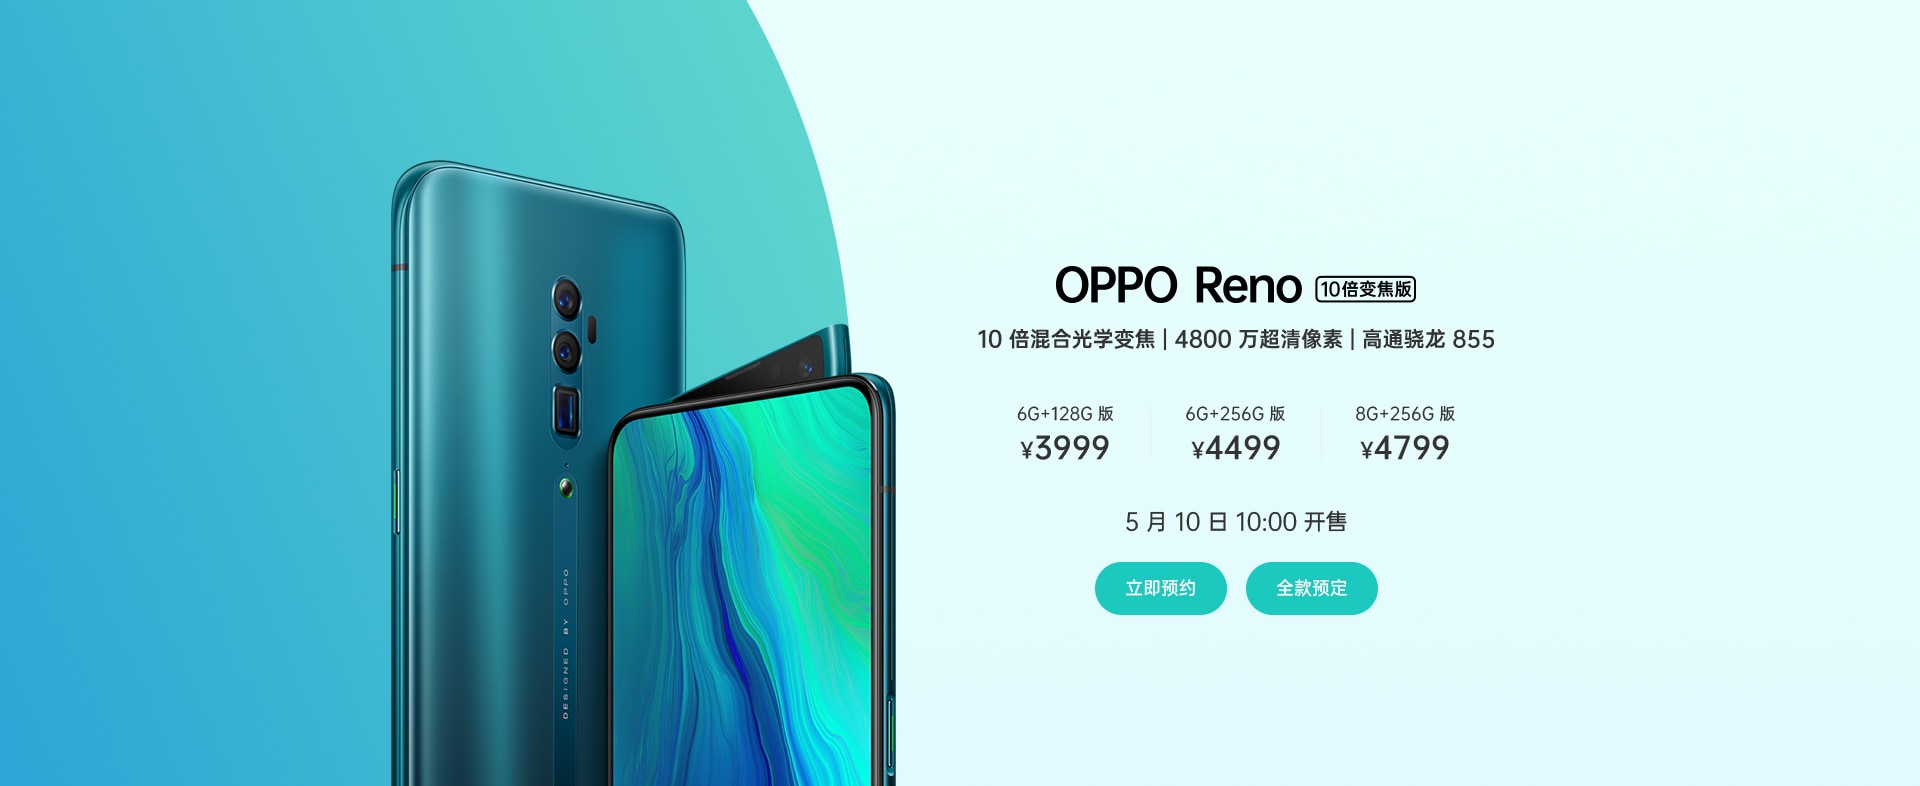 OPPO Reno 10倍变焦版
10 倍混合光学变焦 | 4800 万超清像素 | 高通骁龙 855
6G+128G 版
¥3999
6G+256G 版
¥4499
8G+256G 版
¥4799
5 月 10 日 10:00 开售
立即预约
全款预定
DESIGNED BY OPPO